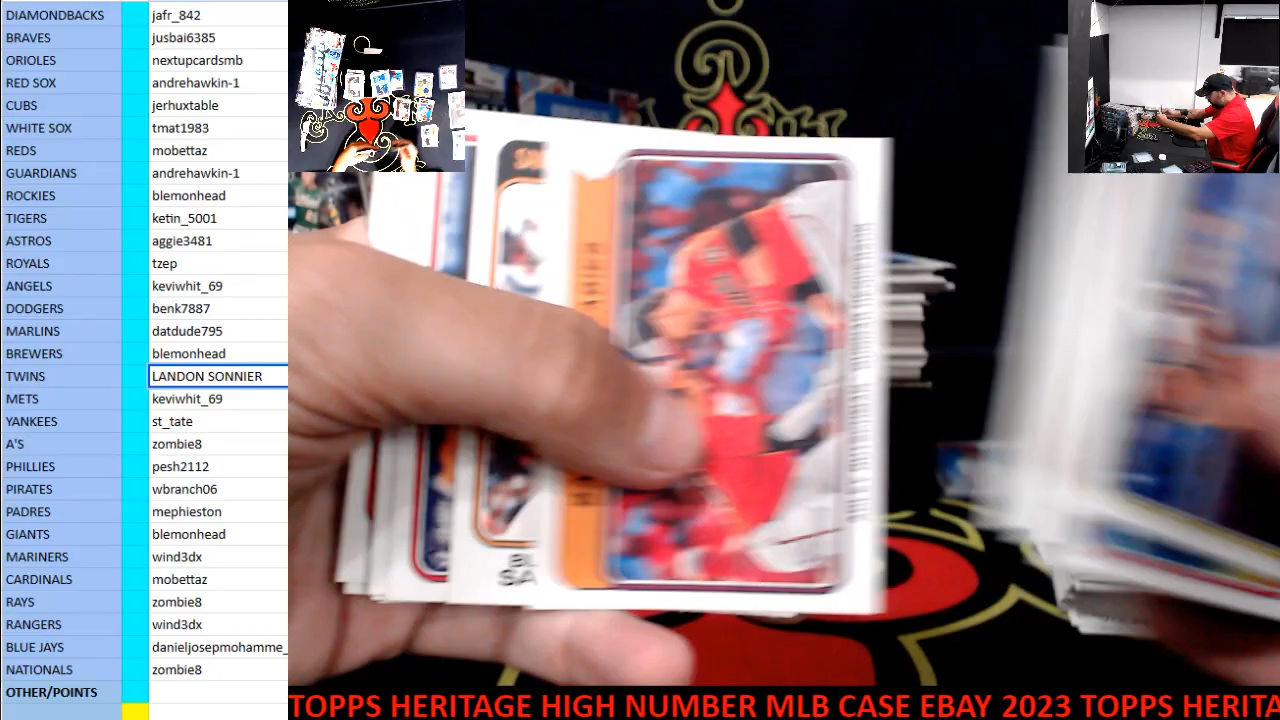 DIAMONDBACKS jafr_842
BRAVES jusbai6385
ORIOLES nextupcardsmb
RED SOX andrehawkin-1
CUBS jerhuxtable
WHITE SOX tmat1983
REDS mobettaz
GUARDIANS andrehawkin-1
ROCKIES blemonhead
TIGERS ketin_5001
ASTROS aggie3481
ROYALS tzep
ANGELS keviwhit_69
DODGERS benk7887
MARLINS datdude795
BREWERS blemonhead
TWINS LANDON SONNIER
METS keviwhit_69
YANKEES st_tate
A'S zombie8
PHILLIES pesh2112
PIRATES wbranch06
PADRES mephieston
GIANTS blemonhead
MARINERS wind3dx
CARDINALS mobettaz
RAYS zombie8
RANGERS wind3dx
BLUE JAYS danieljosepmohamme_
NATIONALS zombie8
OTHER/POINTS
SA
TOPPS HERITAGE HIGH NUMBER MLB CASE EBAY 2023 TOPPS HERITA